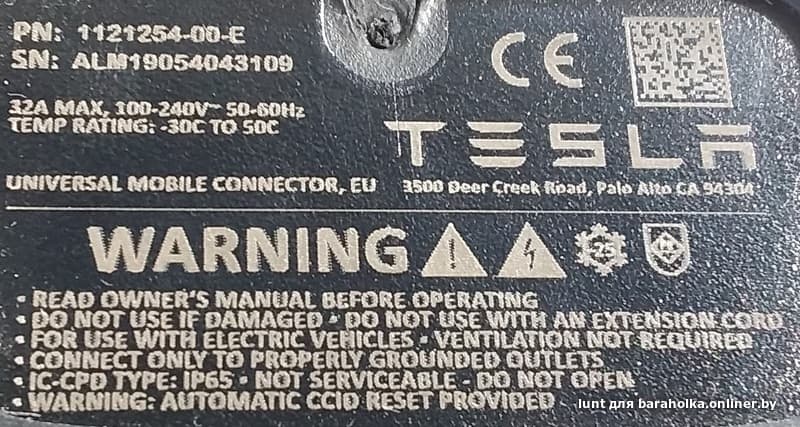 PN: 1121254-00-E
SN: ALM19054043109
CE
32A MAX, 100-240V~ 50-60Hz
TEMP RATING: -30C TO 50C
TESLA
UNIVERSAL MOBILE CONNECTOR, EU
3500 Deer Creek Road, Palo Alto CA 94304
WARNING
25
• READ OWNER'S MANUAL BEFORE OPERATING
• DO NOT USE IF DAMAGED • DO NOT USE WITH AN EXTENSION CORD
• FOR USE WITH ELECTRIC VEHICLES • VENTILATION NOT REQUIRED
• CONNECT ONLY TO PROPERLY GROUNDED OUTLETS
• IC-CPD TYPE: IP65 • NOT SERVICEABLE - DO NOT OPEN
• WARNING: AUTOMATIC CCID RESET PROVIDED
lunt для baraholka.onliner.by